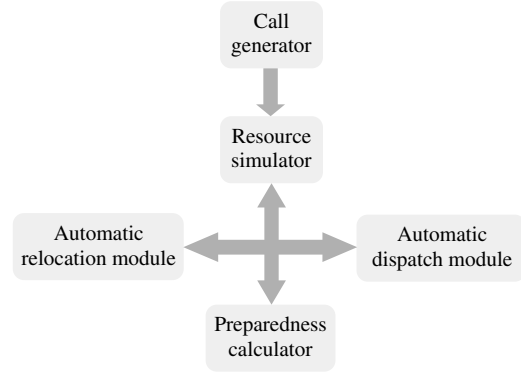 Call
generator
Resource
simulator
Automatic
relocation module
Automatic
dispatch module
Preparedness
calculator